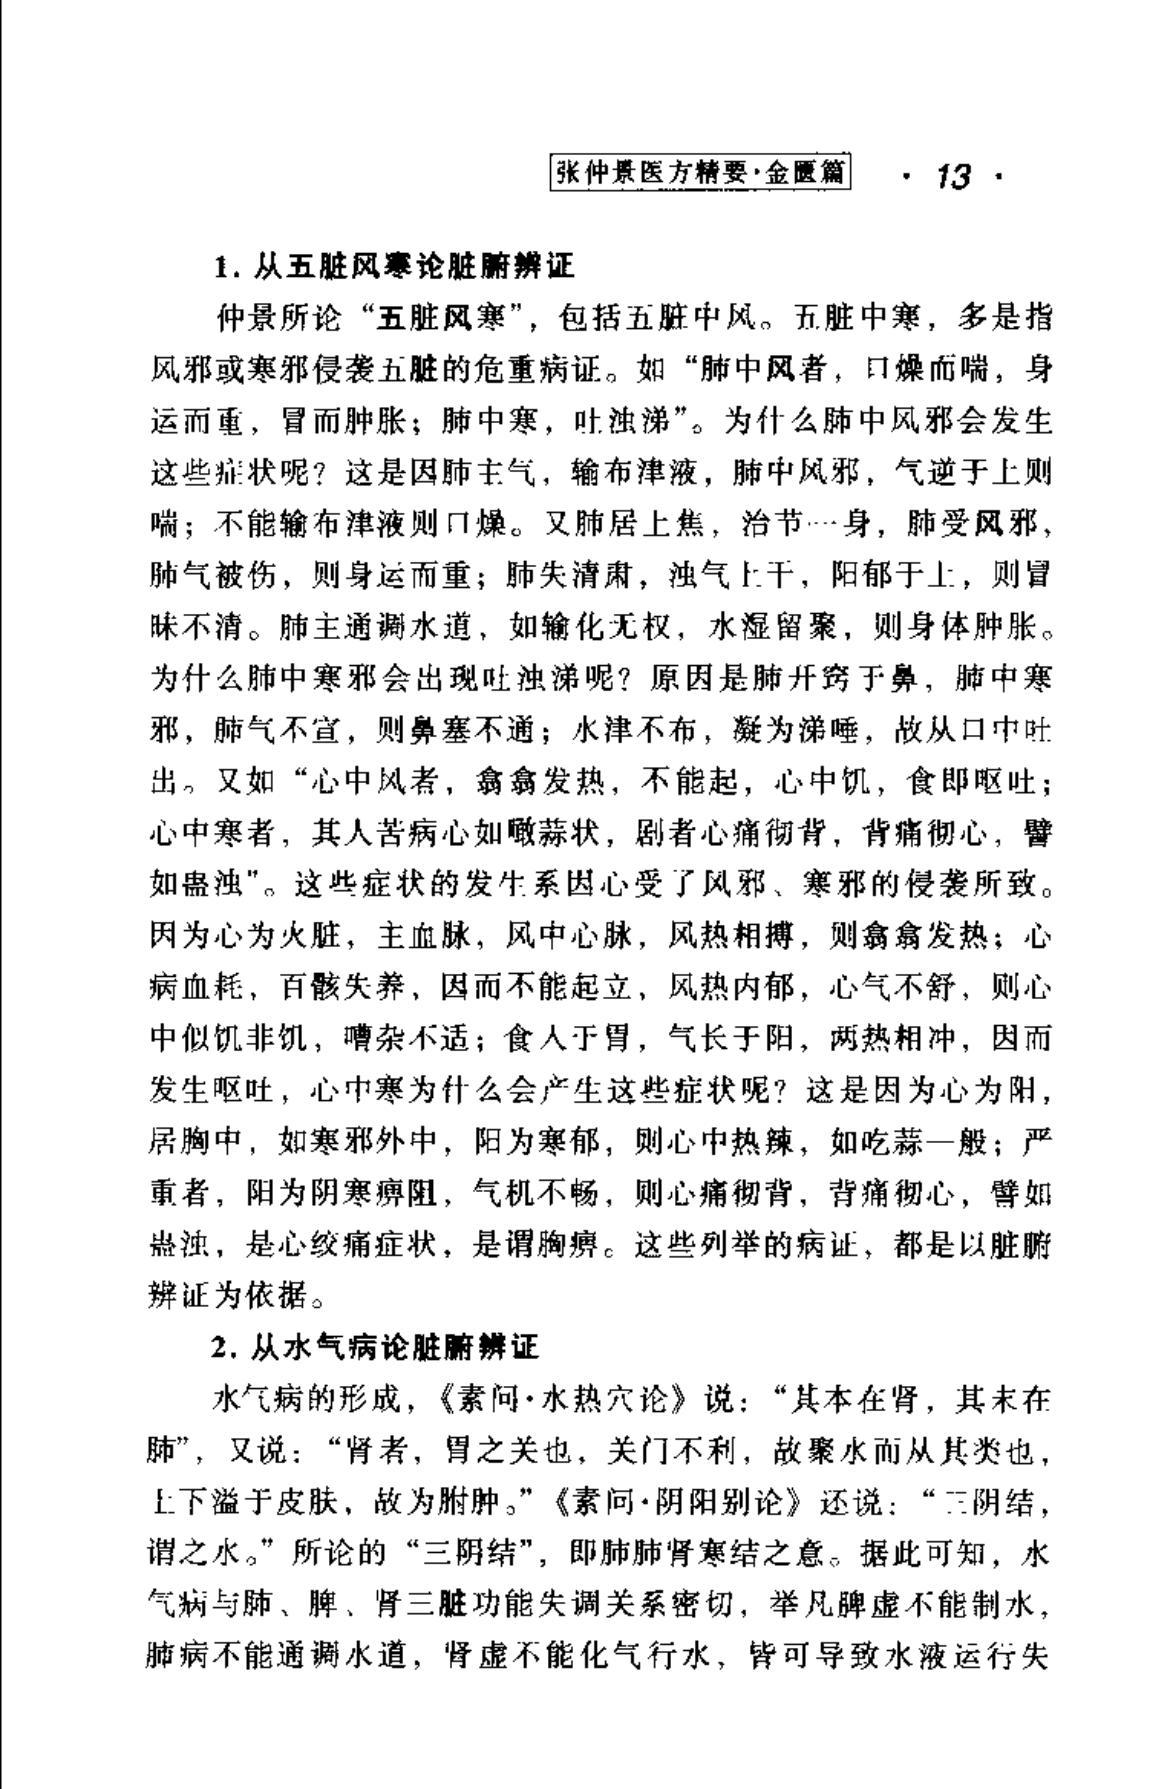 张仲景医方精要·金匮篇 · 13 ·
1. 从五脏风寒论脏腑辨证
仲景所论“五脏风寒”，包括五脏中风。五脏中寒，多是指
风邪或寒邪侵袭五脏的危重病证。如“肺中风者，口燥而喘，身
运而重，冒而肿胀；肺中寒，吐浊涕”。为什么肺中风邪会发生
这些症状呢？这是因肺主气，输布津液，肺中风邪，气逆于上则
喘；不能输布津液则口燥。又肺居上焦，治节一身，肺受风邪，
肺气被伤，则身运而重；肺失清肃，浊气上干，阳郁于上，则冒
昧不清。肺主通调水道，如输化无权，水湿留聚，则身体肿胀。
为什么肺中寒邪会出现吐浊涕呢？原因是肺开窍于鼻，肺中寒
邪，肺气不宣，则鼻塞不通；水津不布，凝为涕唾，故从口中吐
出。又如“心中风者，翕翕发热，不能起，心中饥，食即呕吐；
心中寒者，其人苦病心如噉蒜状，剧者心痛彻背，背痛彻心，譬
如蛊浊”。这些症状的发生系因心受了风邪、寒邪的侵袭所致。
因为心为火脏，主血脉，风中心脉，风热相搏，则翕翕发热；心
病血耗，百骸失养，因而不能起立，风热内郁，心气不舒，则心
中似饥非饥，嘈杂不适；食人于胃，气长于阳，两热相冲，因而
发生呕吐，心中寒为什么会产生这些症状呢？这是因为心为阳，
居胸中，如寒邪外中，阳为寒郁，则心中热辣，如吃蒜一般；严
重者，阳为阴寒痹阻，气机不畅，则心痛彻背，背痛彻心，譬如
蛊浊，是心绞痛症状，是谓胸痹。这些列举的病证，都是以脏腑
辨证为依据。
2. 从水气病论脏腑辨证
水气病的形成，《素问·水热穴论》说：“其本在肾，其末在
肺”，又说：“肾者，胃之关也，关门不利，故聚水而从其类也，
上下溢于皮肤，故为胕肿。”《素问·阴阳别论》还说：“三阴结，
谓之水。”所论的“三阴结”，即肺肺肾寒结之意。据此可知，水
气病与肺、脾、肾三脏功能失调关系密切，举凡脾虚不能制水，
肺病不能通调水道，肾虚不能化气行水，皆可导致水液运行失